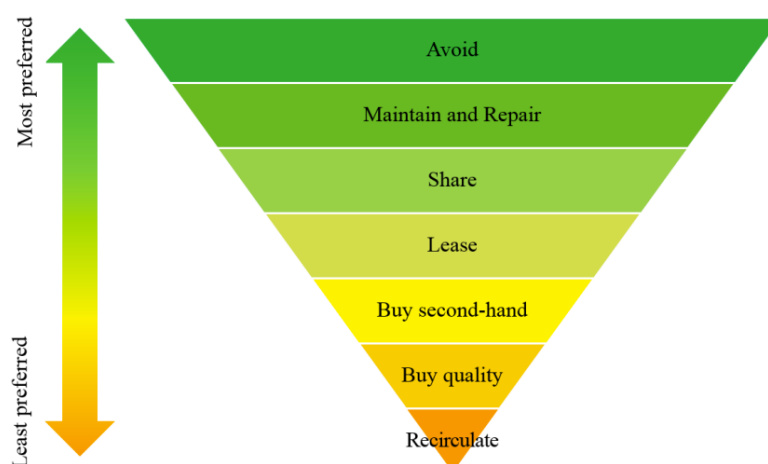 Most preferred
Least preferred
Avoid
Maintain and Repair
Share
Lease
Buy second-hand
Buy quality
Recirculate